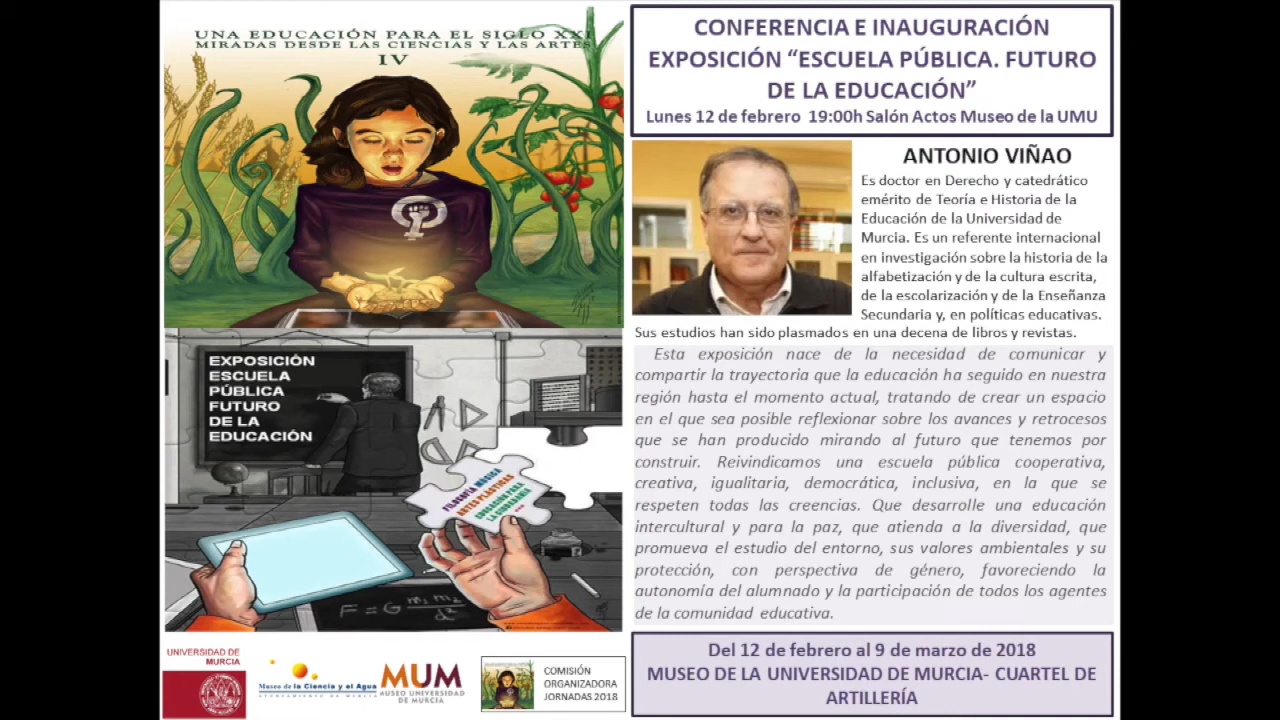 UNA EDUCACIÓN PARA EL SIGLO XXI
MIRADAS DESDE LAS CIENCIAS Y LAS ARTES
IV
EXPOSICIÓN
ESCUELA
PÚBLICA
FUTURO
DE LA
EDUCACIÓN
FILOSOFÍA MÚSICA
ARTES PLÁSTICAS
EDUCACIÓN PARA
LA CIUDADANÍA
F = G m₁ m₂
d²
UNIVERSIDAD DE
MURCIA
Museo de la Ciencia y el Agua
AYUNTAMIENTO DE MURCIA
MUM
MUSEO UNIVERSIDAD
DE MURCIA
COMISIÓN
ORGANIZADORA
JORNADAS 2018
CONFERENCIA E INAUGURACIÓN
EXPOSICIÓN “ESCUELA PÚBLICA. FUTURO
DE LA EDUCACIÓN”
Lunes 12 de febrero 19:00h Salón Actos Museo de la UMU
ANTONIO VIÑAO
Es doctor en Derecho y catedrático
emérito de Teoría e Historia de la
Educación de la Universidad de
Murcia. Es un referente internacional
en investigación sobre la historia de la
alfabetización y de la cultura escrita,
de la escolarización y de la Enseñanza
Secundaria y, en políticas educativas.
Sus estudios han sido plasmados en una decena de libros y revistas.
Esta exposición nace de la necesidad de comunicar y
compartir la trayectoria que la educación ha seguido en nuestra
región hasta el momento actual, tratando de crear un espacio
en el que sea posible reflexionar sobre los avances y retrocesos
que se han producido mirando al futuro que tenemos por
construir. Reivindicamos una escuela pública cooperativa,
creativa, igualitaria, democrática, inclusiva, en la que se
respeten todas las creencias. Que desarrolle una educación
intercultural y para la paz, que atienda a la diversidad, que
promueva el estudio del entorno, sus valores ambientales y su
protección, con perspectiva de género, favoreciendo la
autonomía del alumnado y la participación de todos los agentes
de la comunidad educativa.
Del 12 de febrero al 9 de marzo de 2018
MUSEO DE LA UNIVERSIDAD DE MURCIA- CUARTEL DE
ARTILLERÍA